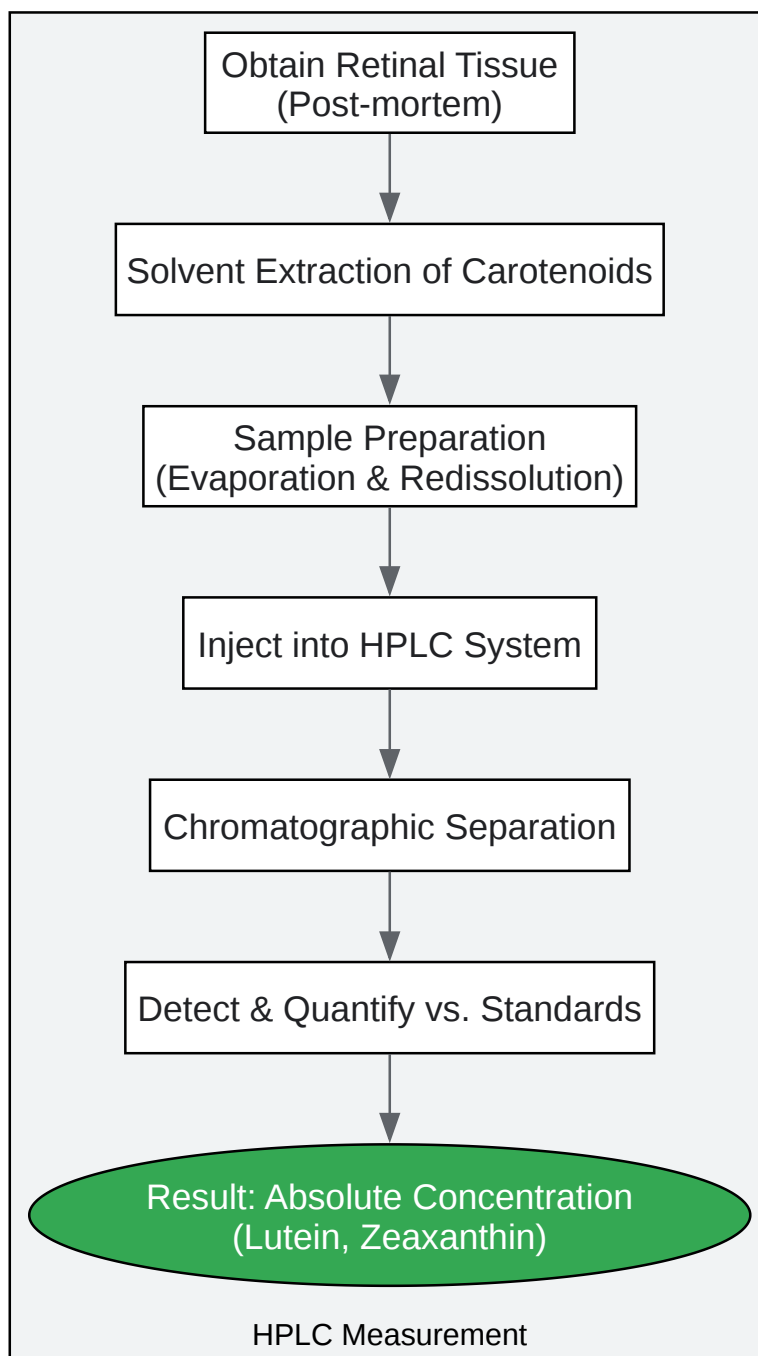 Obtain Retinal Tissue
(Post-mortem)
Solvent Extraction of Carotenoids
Sample Preparation
(Evaporation & Redissolution)
Inject into HPLC System
Chromatographic Separation
Detect & Quantify vs. Standards
Result: Absolute Concentration
(Lutein, Zeaxanthin)
HPLC Measurement